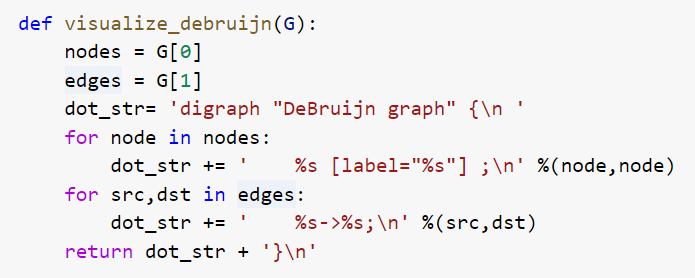 def visualize_debruijn(G):
    nodes = G[0]
    edges = G[1]
    dot_str= 'digraph "DeBruijn graph" {\n '
    for node in nodes:
        dot_str += '    %s [label="%s"] ;\n' %(node,node)
    for src,dst in edges:
        dot_str += '    %s->%s;\n' %(src,dst)
    return dot_str + '}\n'